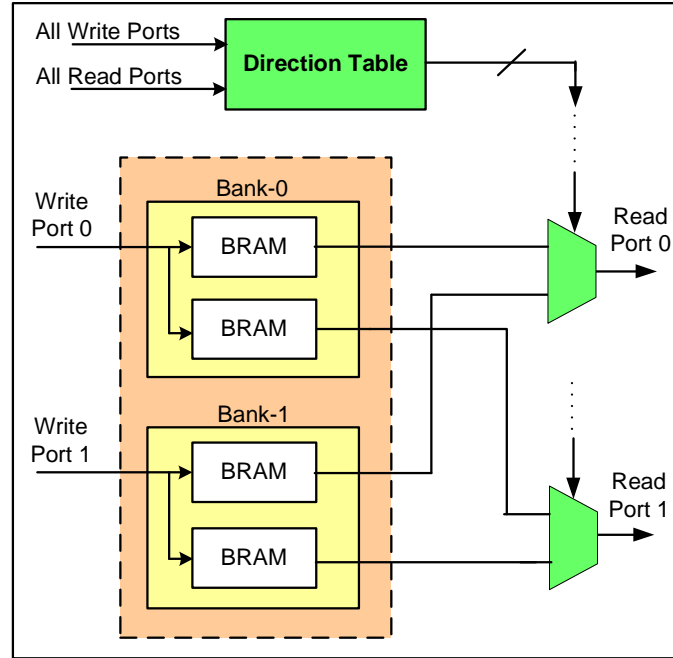 All Write Ports
All Read Ports
Direction Table
Bank-0
Write
Port 0
BRAM
BRAM
Read
Port 0
Bank-1
Write
Port 1
BRAM
BRAM
Read
Port 1